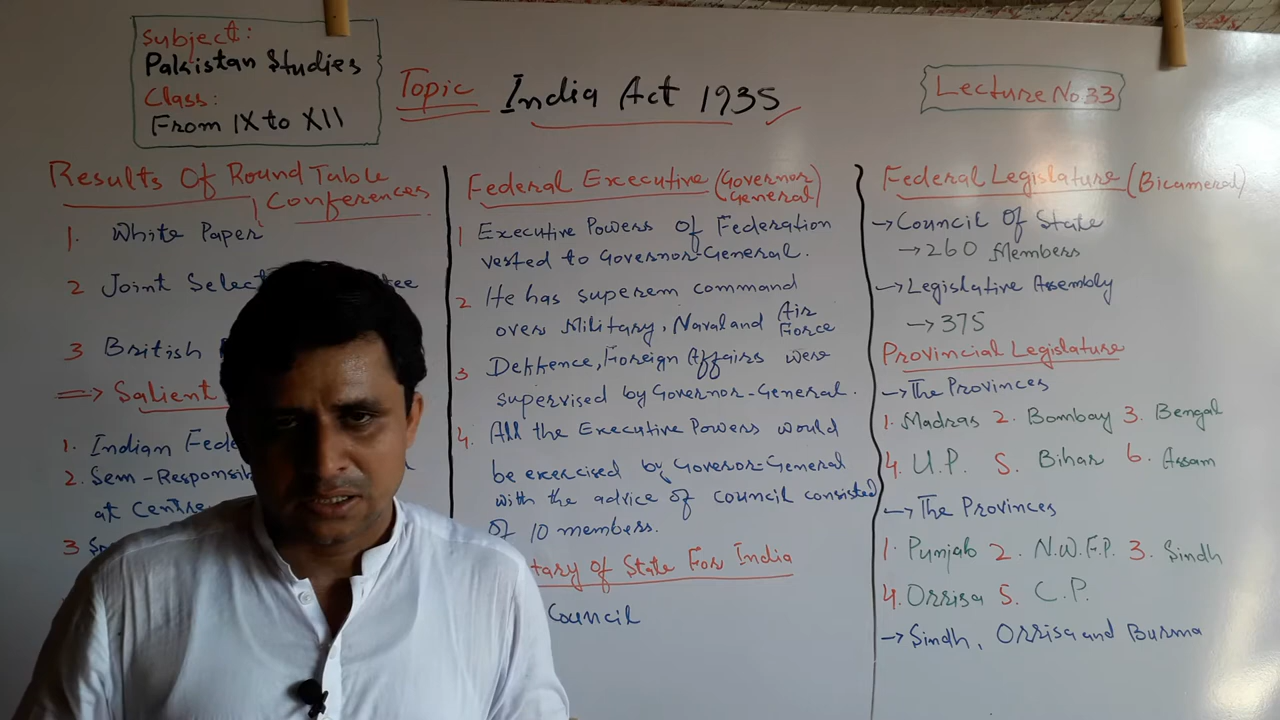 Subject:
Pakistan Studies
Class:
From IX to XII
Topic India Act 1935
Lecture No.33
Results Of Round Table
Conferences
1. White Paper
2 Joint Select
3 British
=> Salient
1. Indian
2. Sem-Responsib
at Centre
3
Federal Executive (Governor General)
1 Executive Powers of Federation
vested to Governor-General.
2 He has superem command
overs Military, Naval and Air Force
3 Deffence, Foreign Affairs were
supervised by Governor-General.
4. All the Executive Powers would
be exercised by Goveror-General
with the advice of council consisted
of 10 members.
tary of State For India
Council
Federal Legislature (Bicameral)
→ Council Of State
→ 260 Members
→ Legislative Assembly
→ 375
Provincial Legislature
→ The Provinces
1. Madras 2. Bombay 3. Bengal
4. U.P. 5. Bihar 6. Assam
→ The Provinces
1. Punjab 2. N.W.F.P. 3. Sindh
4. Orrisa 5. C.P.
→ Sindh, Orrisa and Burma